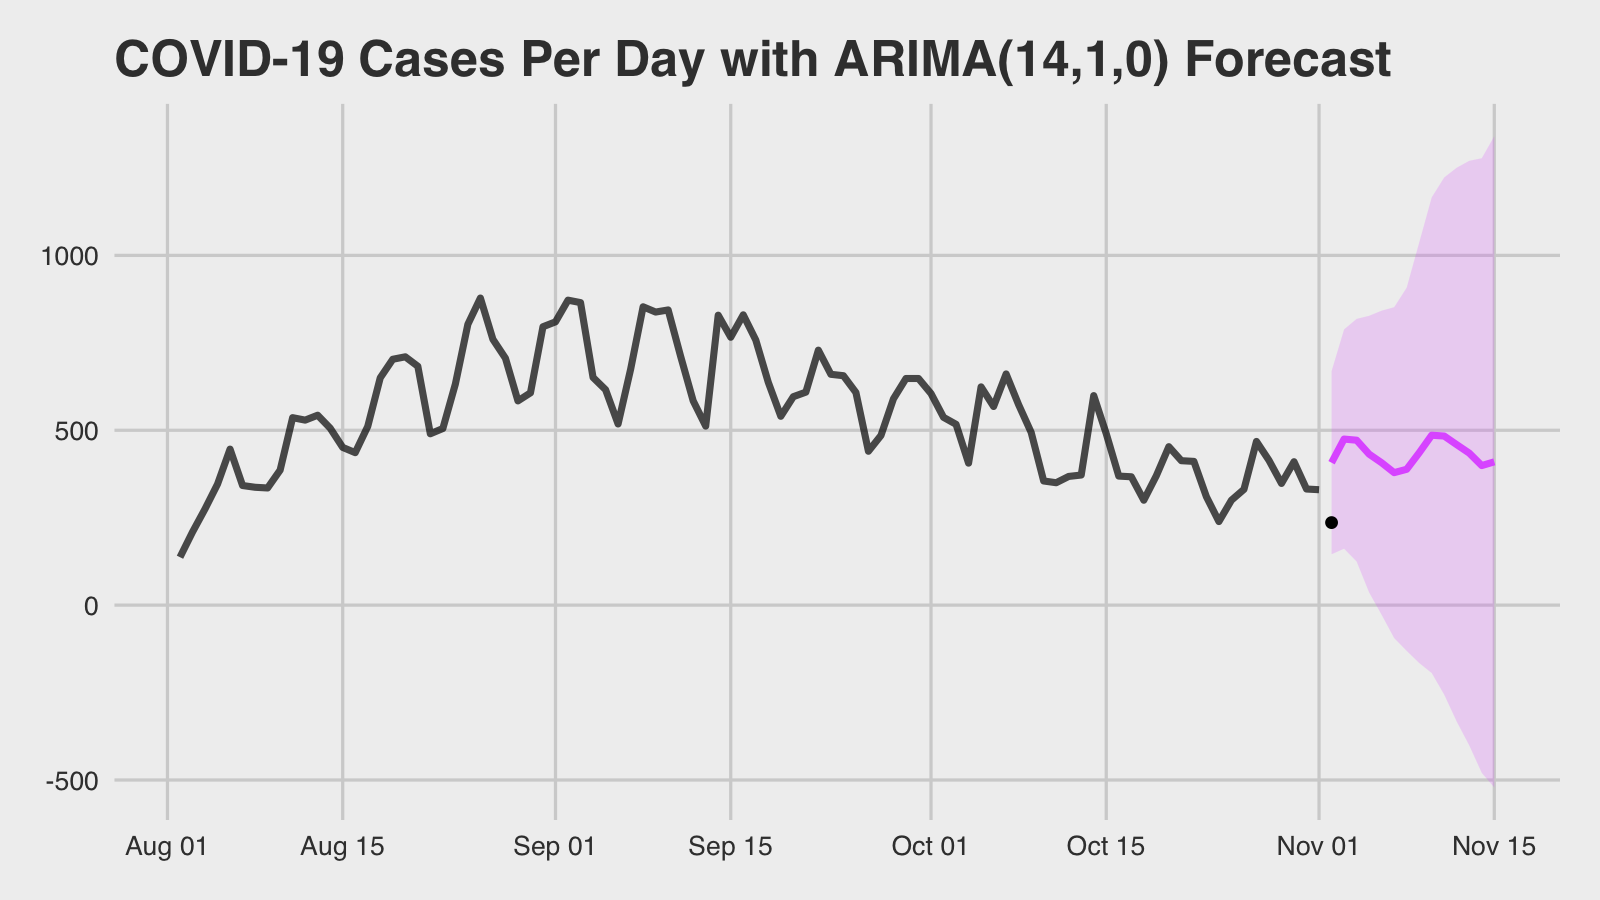 COVID-19 Cases Per Day with ARIMA(14,1,0) Forecast
1000
500
0
-500
Aug 01 Aug 15 Sep 01 Sep 15 Oct 01 Oct 15 Nov 01 Nov 15